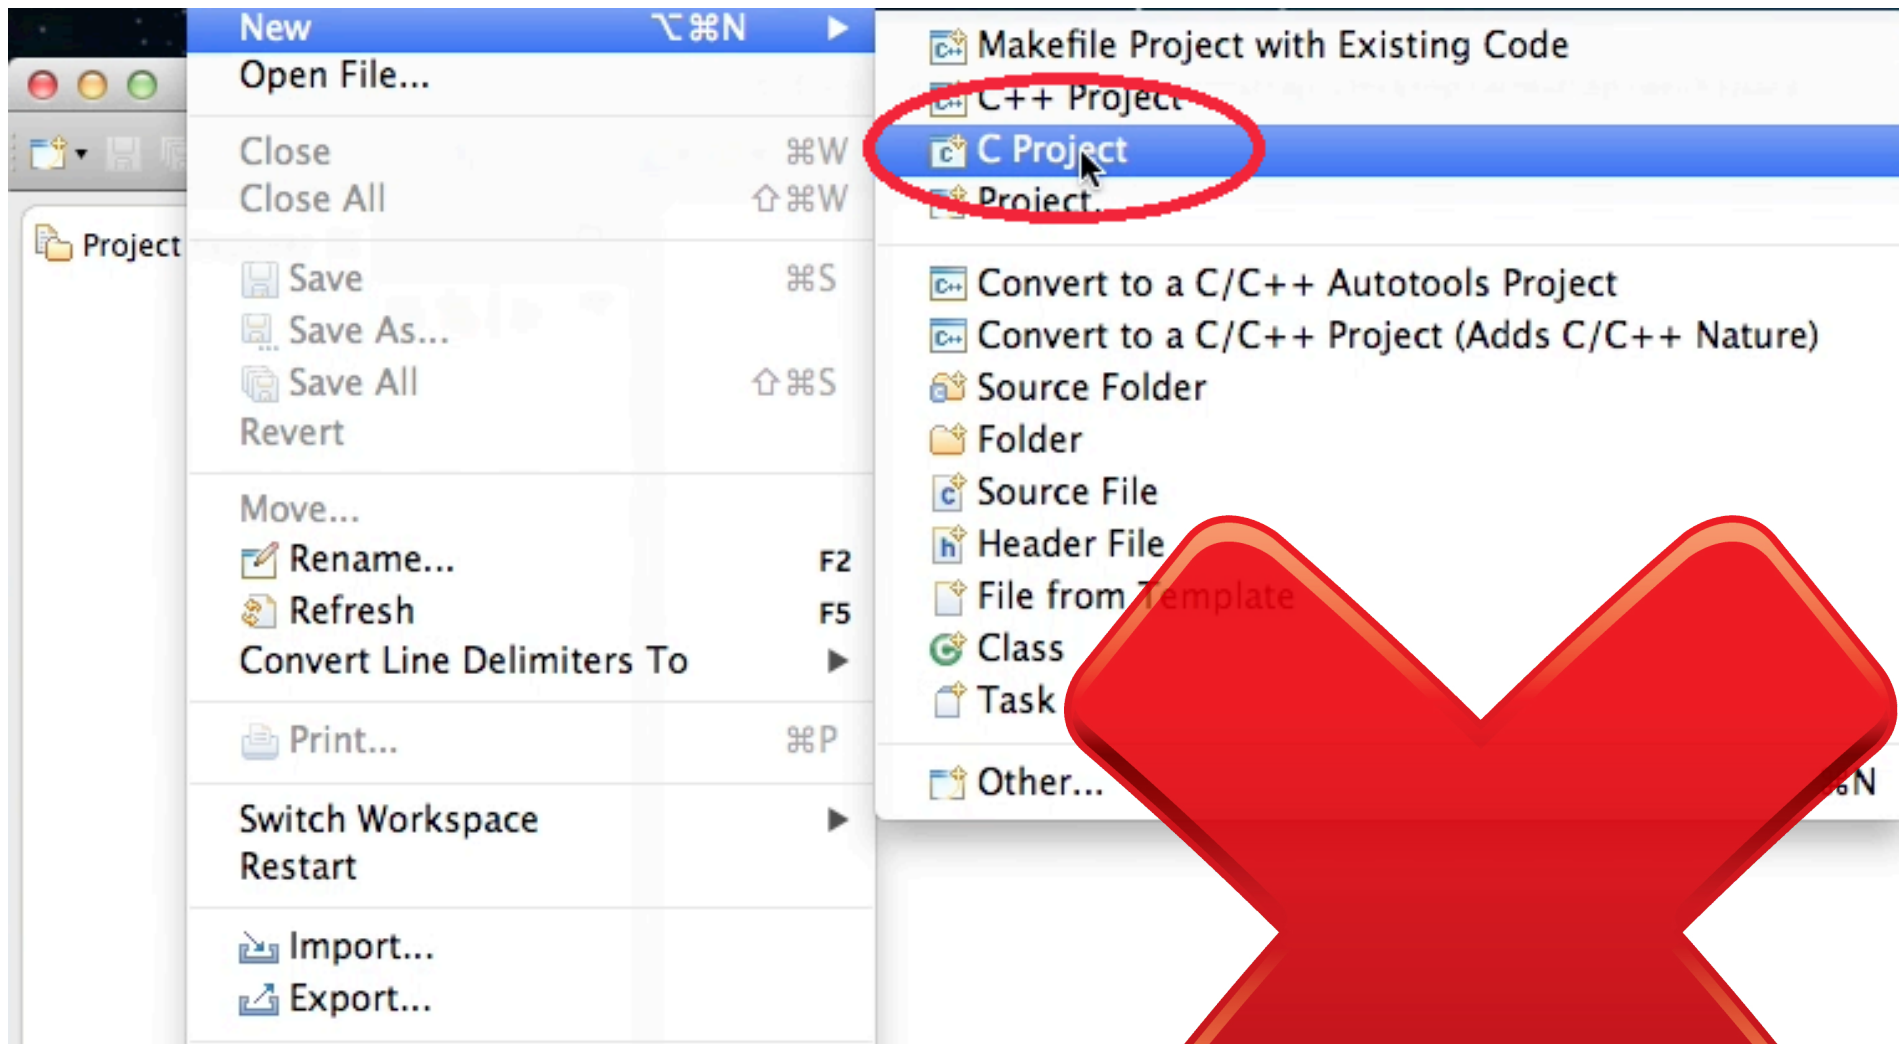 New ⌥⌘N ▶
Open File...
Close ⌘W
Close All ⇧⌘W
Project
Save ⌘S
Save As...
Save All ⇧⌘S
Revert
Move...
Rename... F2
Refresh F5
Convert Line Delimiters To ▶
Print... ⌘P
Switch Workspace ▶
Restart
Import...
Export...
Makefile Project with Existing Code
C++ Project
C Project
Project...
Convert to a C/C++ Autotools Project
Convert to a C/C++ Project (Adds C/C++ Nature)
Source Folder
Folder
Source File
Header File
File from Template
Class
Task
Other... ⌘N